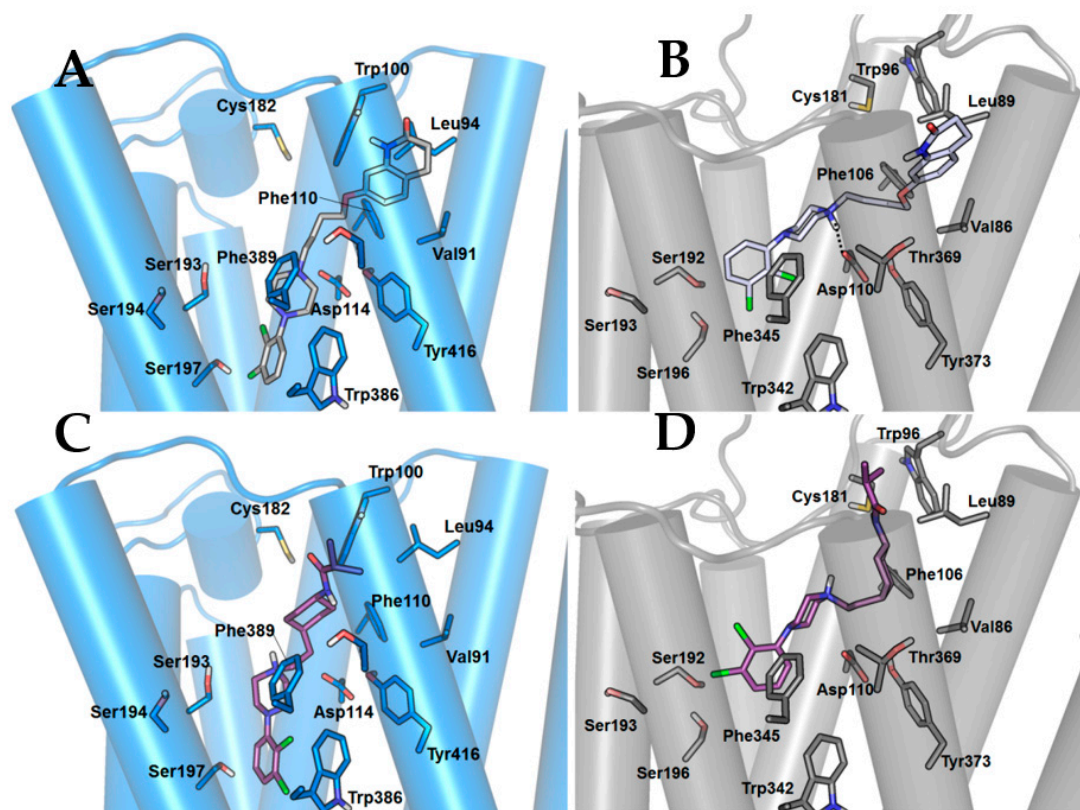 A
Trp100
Cys182
Leu94
Phe110
Phe389
Val91
Ser193
Asp114
Ser194
Tyr416
Ser197
Trp386
B
Trp96
Cys181
Leu89
Phe106
Val86
Ser192
Thr369
Asp110
Ser193
Phe345
Tyr373
Ser196
Trp342
C
Trp100
Cys182
Leu94
Phe110
Phe389
Val91
Ser193
Asp114
Ser194
Tyr416
Ser197
Trp386
D
Trp96
Cys181
Leu89
Phe106
Val86
Ser192
Thr369
Asp110
Ser193
Phe345
Tyr373
Ser196
Trp342